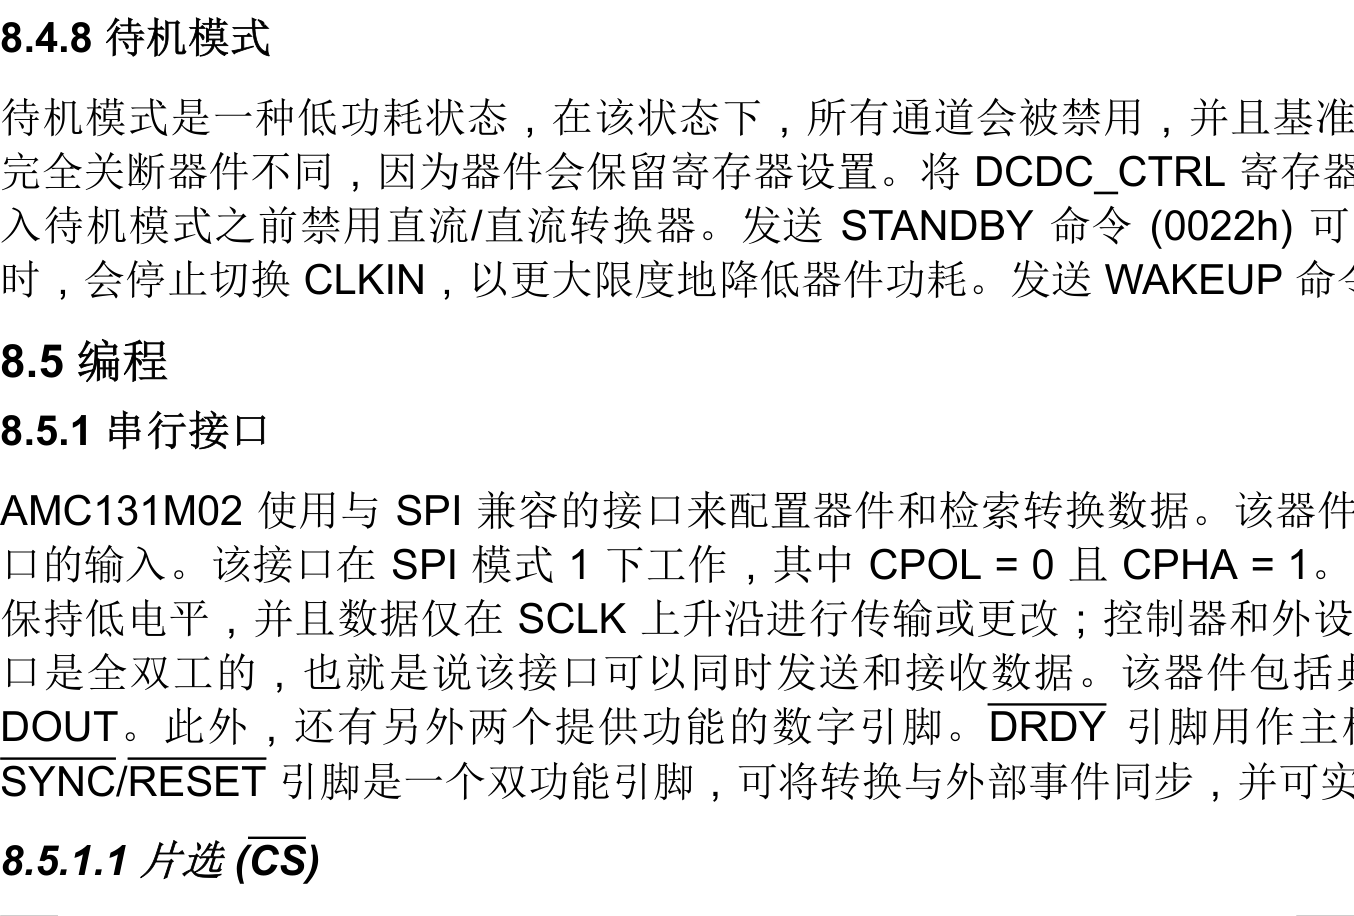 8.4.8 待机模式
待机模式是一种低功耗状态，在该状态下，所有通道会被禁用，并且基准
完全关断器件不同，因为器件会保留寄存器设置。将 DCDC_CTRL 寄存器
入待机模式之前禁用直流/直流转换器。发送 STANDBY 命令 (0022h) 可
时，会停止切换 CLKIN，以更大限度地降低器件功耗。发送 WAKEUP 命令
8.5 编程
8.5.1 串行接口
AMC131M02 使用与 SPI 兼容的接口来配置器件和检索转换数据。该器件
口的输入。该接口在 SPI 模式 1 下工作，其中 CPOL = 0 且 CPHA = 1。
保持低电平，并且数据仅在 SCLK 上升沿进行传输或更改；控制器和外设
口是全双工的，也就是说该接口可以同时发送和接收数据。该器件包括典
DOUT。此外，还有另外两个提供功能的数字引脚。DRDY 引脚用作主机
SYNC/RESET 引脚是一个双功能引脚，可将转换与外部事件同步，并可实
8.5.1.1 片选 (CS)